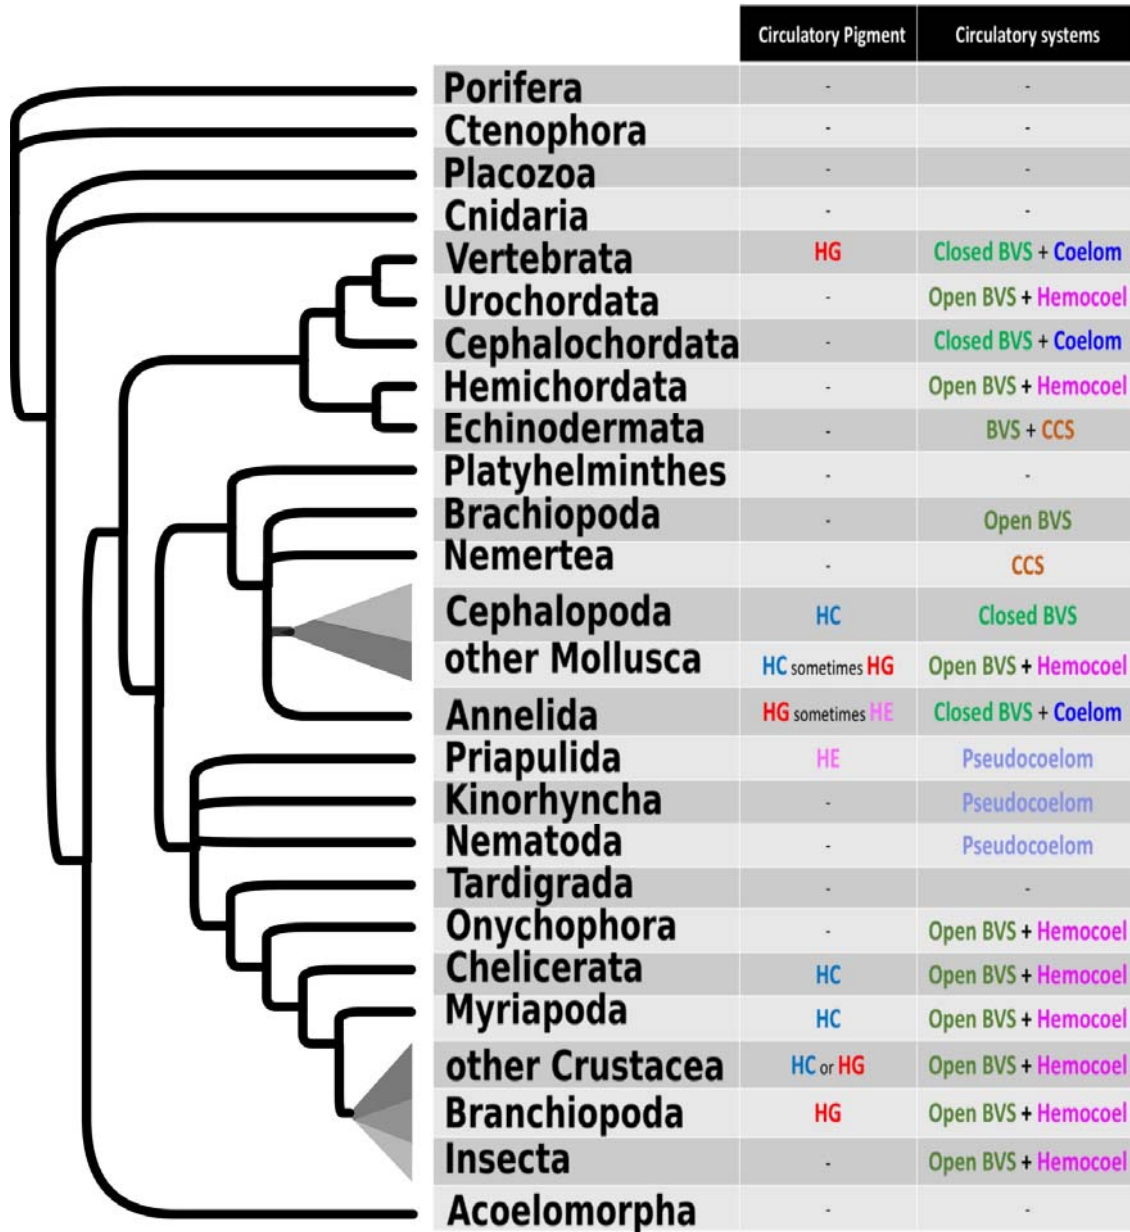 Circulatory Pigment Circulatory systems
Porifera - -
Ctenophora - -
Placozoa - -
Cnidaria - -
Vertebrata HG Closed BVS + Coelom
Urochordata - Open BVS + Hemocoel
Cephalochordata - Closed BVS + Coelom
Hemichordata - Open BVS + Hemocoel
Echinodermata - BVS + CCS
Platyhelminthes - -
Brachiopoda - Open BVS
Nemertea - CCS
Cephalopoda HC Closed BVS
other Mollusca HC sometimes HG Open BVS + Hemocoel
Annelida HG sometimes HE Closed BVS + Coelom
Priapulida HE Pseudocoelom
Kinorhyncha - Pseudocoelom
Nematoda - Pseudocoelom
Tardigrada - -
Onychophora - Open BVS + Hemocoel
Chelicerata HC Open BVS + Hemocoel
Myriapoda HC Open BVS + Hemocoel
other Crustacea HC or HG Open BVS + Hemocoel
Branchiopoda HG Open BVS + Hemocoel
Insecta - Open BVS + Hemocoel
Acoelomorpha - -